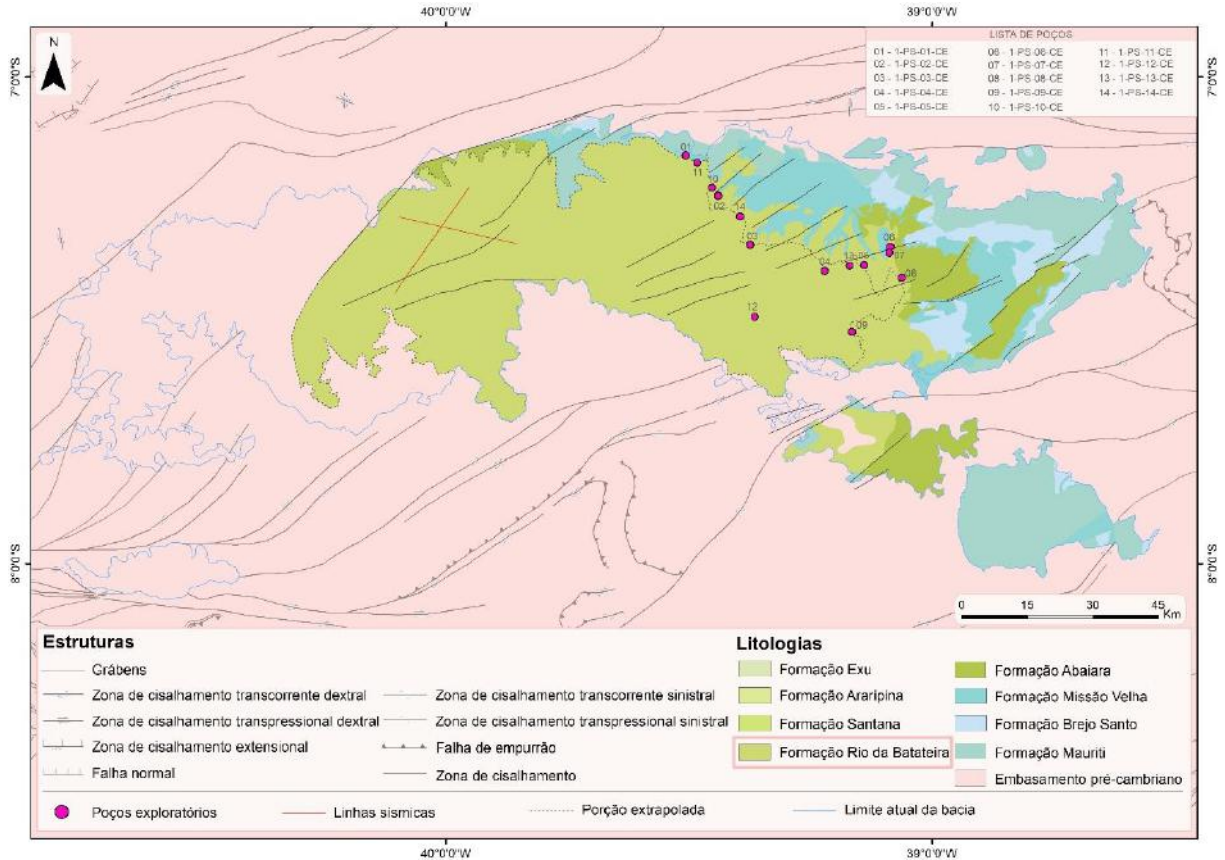 40°0'0"W 39°0'0"W
N
LISTA DE POÇOS
01 - 1-PS-01-CE 06 - 1-PS-06-CE 11 - 1-PS-11-CE
02 - 1-PS-02-CE 07 - 1-PS-07-CE 12 - 1-PS-12-CE
03 - 1-PS-03-CE 08 - 1-PS-08-CE 13 - 1-PS-13-CE
04 - 1-PS-04-CE 09 - 1-PS-09-CE 14 - 1-PS-14-CE
05 - 1-PS-05-CE 10 - 1-PS-10-CE
7°0'0"S 7°0'0"S
01
11
10
02 14
03
06
04 13 05 07
08
12
09
8°0'0"S 8°0'0"S
0 15 30 45
Km
Estruturas
Grábens
Zona de cisalhamento transcorrente dextral
Zona de cisalhamento transpressional dextral
Zona de cisalhamento extensional
Falha normal
Zona de cisalhamento transcorrente sinistral
Zona de cisalhamento transpressional sinistral
Falha de empurrão
Zona de cisalhamento
Litologias
Formação Exu
Formação Araripina
Formação Santana
Formação Rio da Batateira
Formação Abaiara
Formação Missão Velha
Formação Brejo Santo
Formação Mauriti
Embasamento pré-cambriano
Poços exploratórios Linhas sísmicas Porção extrapolada Limite atual da bacia
40°0'0"W 39°0'0"W